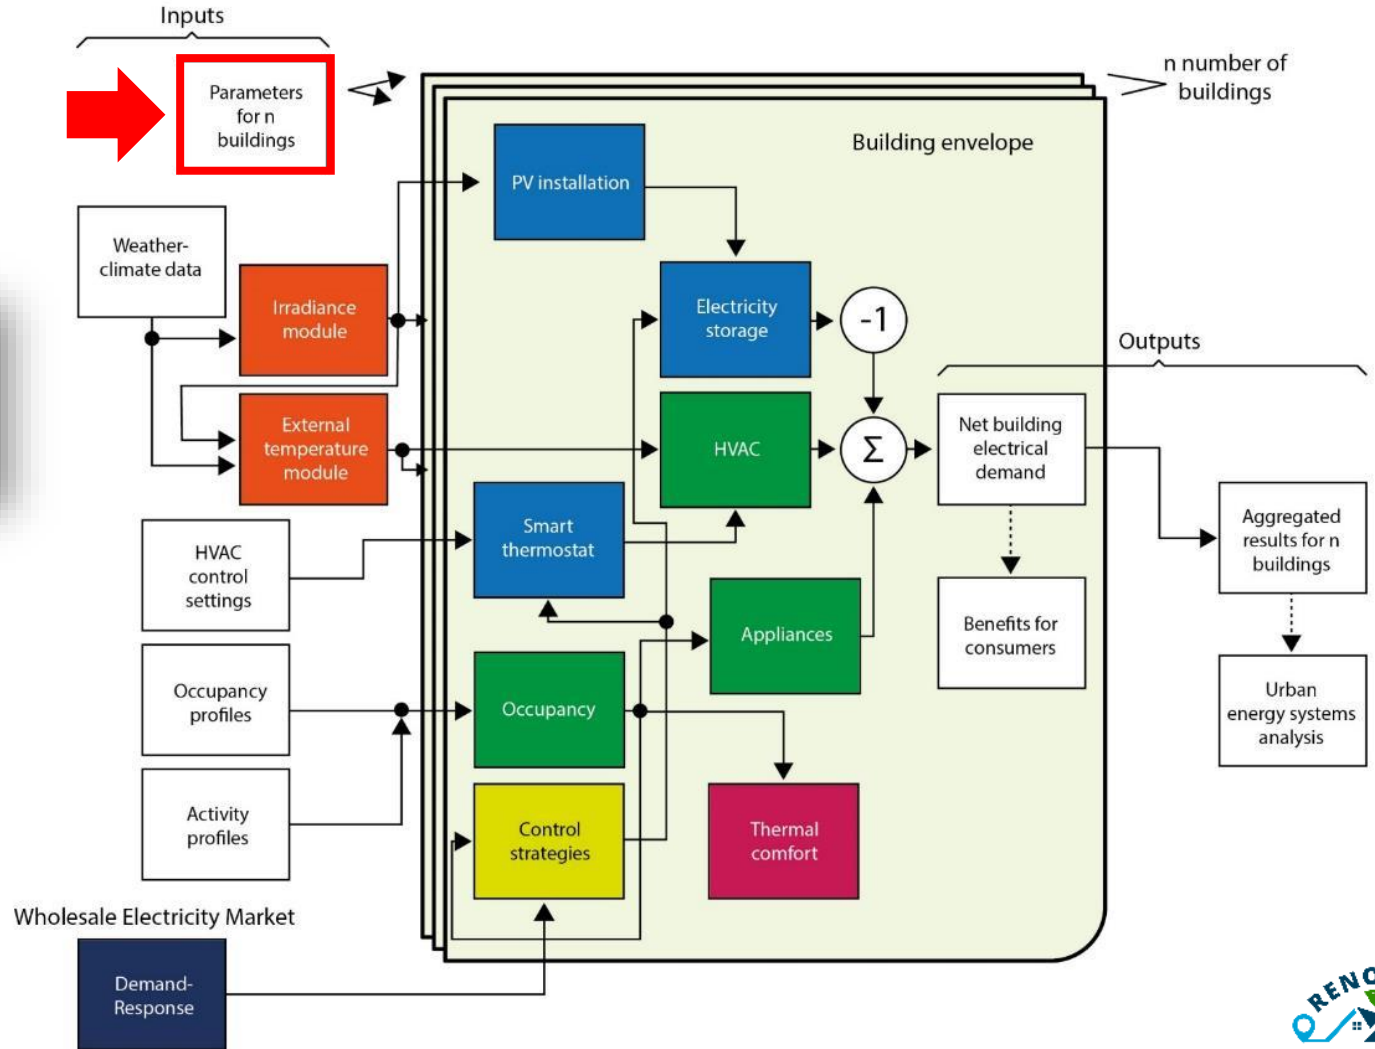 Inputs
Parameters
for n
buildings
n number of
buildings
Building envelope
PV installation
Weather-
climate data
Irradiance
module
Electricity
storage
-1
Outputs
External
temperature
module
HVAC
Σ
Net building
electrical
demand
Smart
thermostat
HVAC
control
settings
Aggregated
results for n
buildings
Appliances
Benefits for
consumers
Occupancy
profiles
Occupancy
Urban
energy systems
analysis
Activity
profiles
Control
strategies
Thermal
comfort
Wholesale Electricity Market
Demand-
Response